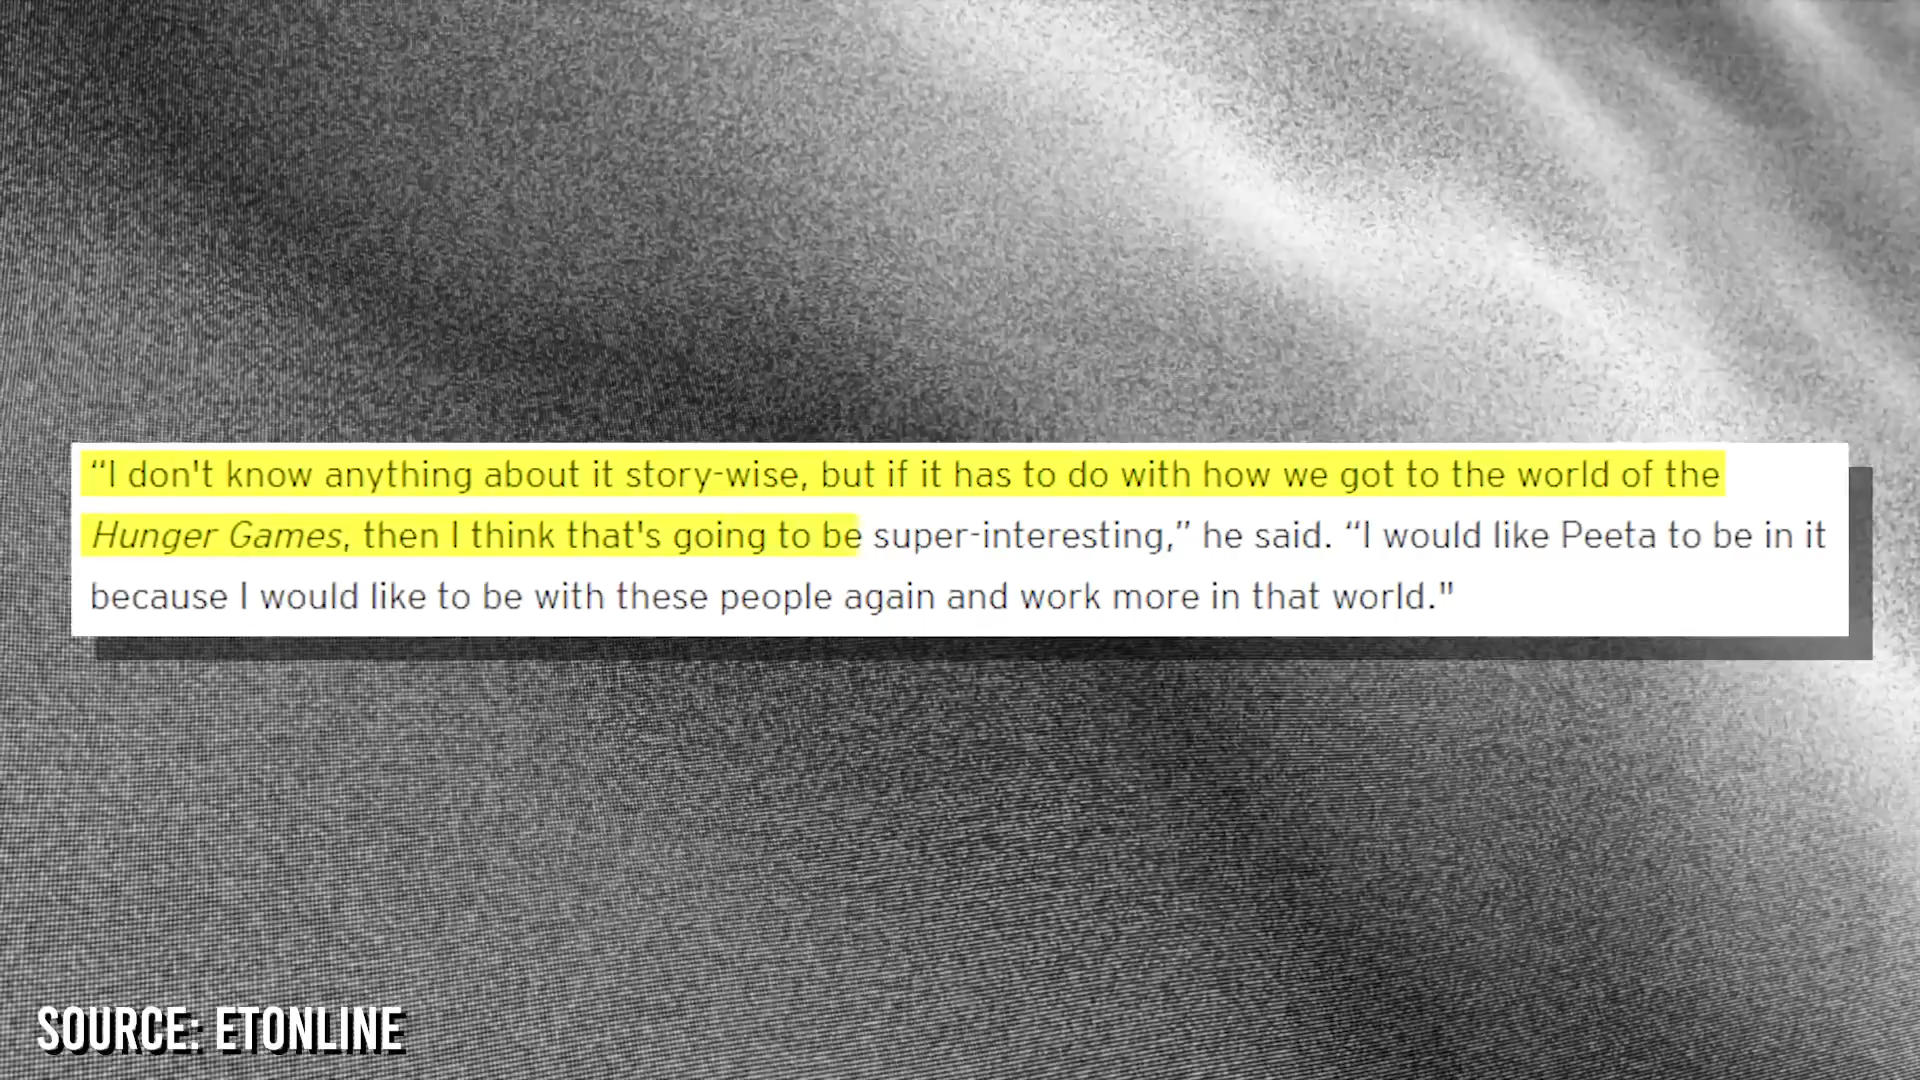 “I don't know anything about it story-wise, but if it has to do with how we got to the world of the
Hunger Games, then I think that's going to be super-interesting,” he said. “I would like Peeta to be in it
because I would like to be with these people again and work more in that world."
SOURCE: ETONLINE